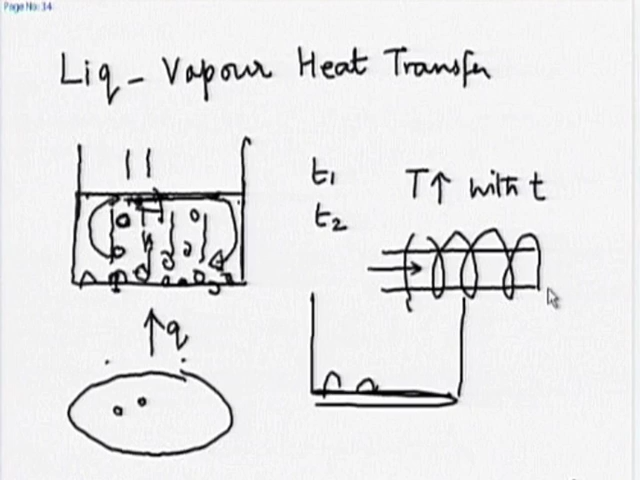 Page No: 34
Liq - Vapour Heat Transfer
t1
t2
T↑ with t
↑q